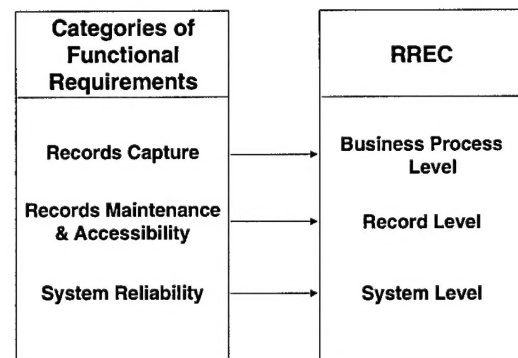 Categories of
Functional
Requirements
RREC
Records Capture
Business Process
Level
Records Maintenance
& Accessibility
Record Level
System Reliability
System Level